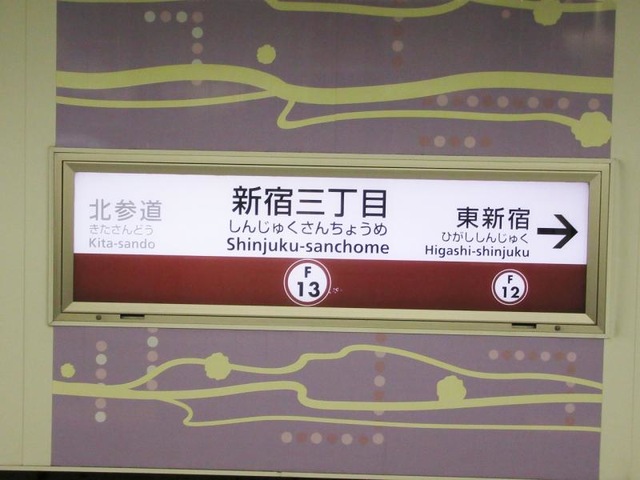 北参道
きたさんどう
Kita-sando
新宿三丁目
しんじゅくさんちょうめ
Shinjuku-sanchome
F
13
東新宿
ひがししんじゅく
Higashi-shinjuku
F
12